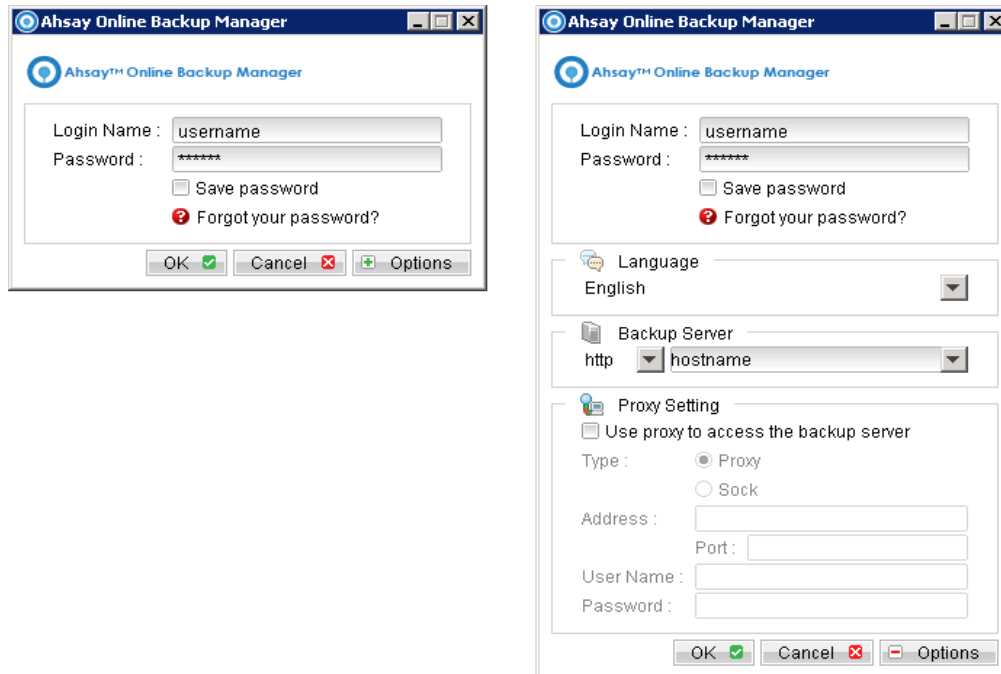 Ahsay Online Backup Manager
Ahsay™ Online Backup Manager
Login Name : username
Password : ******
Save password
Forgot your password?
OK Cancel Options
Ahsay Online Backup Manager
Ahsay™ Online Backup Manager
Login Name : username
Password : ******
Save password
Forgot your password?
Language
English
Backup Server
http hostname
Proxy Setting
Use proxy to access the backup server
Type : Proxy
Sock
Address :
Port :
User Name :
Password :
OK Cancel Options